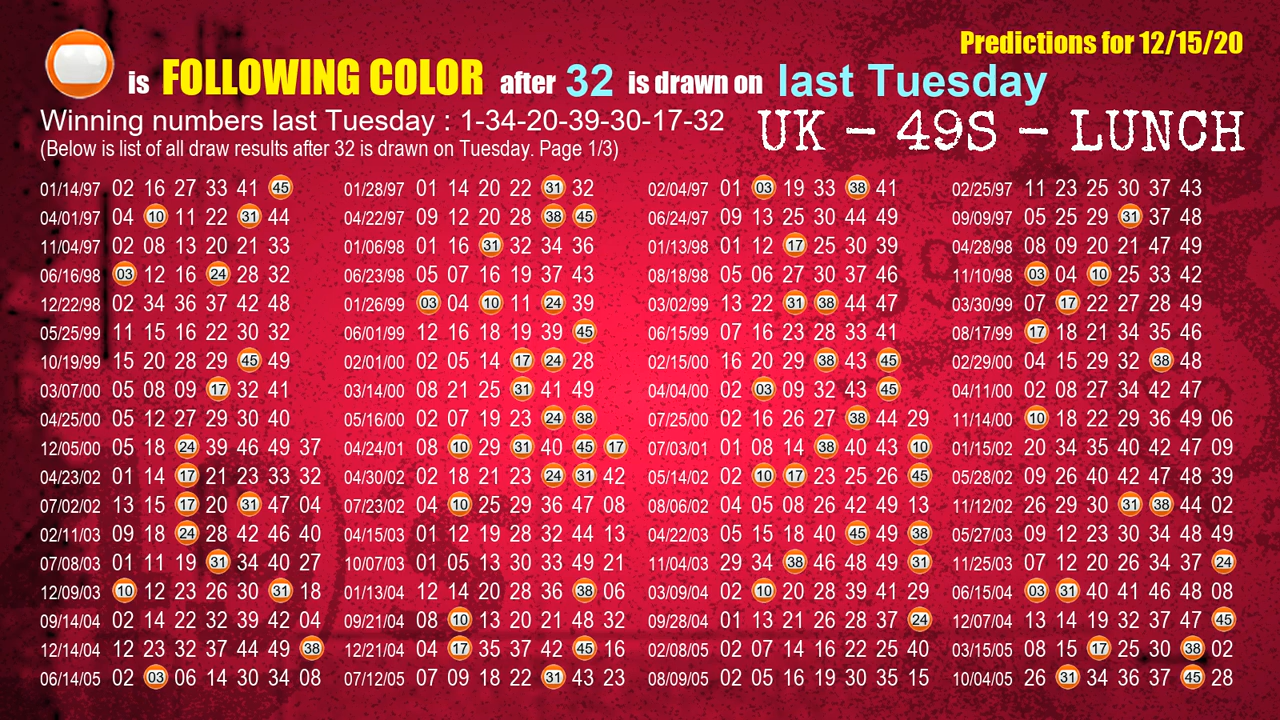 Predictions for 12/15/20
is FOLLOWING COLOR after 32 is drawn on last Tuesday
Winning numbers last Tuesday : 1-34-20-39-30-17-32
UK - 49S - LUNCH
(Below is list of all draw results after 32 is drawn on Tuesday. Page 1/3)
01/14/97 02 16 27 33 41 45 01/28/97 01 14 20 22 31 32 02/04/97 01 03 19 33 38 41 02/25/97 11 23 25 30 37 43
04/01/97 04 10 11 22 31 44 04/22/97 09 12 20 28 38 45 06/24/97 09 13 25 30 44 49 09/09/97 05 25 29 31 37 48
11/04/97 02 08 13 20 21 33 01/06/98 01 16 31 32 34 36 01/13/98 01 12 17 25 30 39 04/28/98 08 09 20 21 47 49
06/16/98 03 12 16 24 28 32 06/23/98 05 07 16 19 37 43 08/18/98 05 06 27 30 37 46 11/10/98 03 04 10 25 33 42
12/22/98 02 34 36 37 42 48 01/26/99 03 04 10 11 24 39 03/02/99 13 22 31 38 44 47 03/30/99 07 17 22 27 28 49
05/25/99 11 15 16 22 30 32 06/01/99 12 16 18 19 39 45 06/15/99 07 16 23 28 33 41 08/17/99 17 18 21 34 35 46
10/19/99 15 20 28 29 45 49 02/01/00 02 05 14 17 24 28 02/15/00 16 20 29 38 43 45 02/29/00 04 15 29 32 38 48
03/07/00 05 08 09 17 32 41 03/14/00 08 21 25 31 41 49 04/04/00 02 03 09 32 43 45 04/11/00 02 08 27 34 42 47
04/25/00 05 12 27 29 30 40 05/16/00 02 07 19 23 24 38 07/25/00 02 16 26 27 38 44 29 11/14/00 10 18 22 29 36 49 06
12/05/00 05 18 24 39 46 49 37 04/24/01 08 10 29 31 40 45 17 07/03/01 01 08 14 38 40 43 10 01/15/02 20 34 35 40 42 47 09
04/23/02 01 14 17 21 23 33 32 04/30/02 02 18 21 23 24 31 42 05/14/02 02 10 17 23 25 26 45 05/28/02 09 26 40 42 47 48 39
07/02/02 13 15 17 20 31 47 04 07/23/02 04 10 25 29 36 47 08 08/06/02 04 05 08 26 42 49 13 11/12/02 26 29 30 31 38 44 02
02/11/03 09 18 24 28 42 46 40 04/15/03 01 12 19 28 32 44 13 04/22/03 05 15 18 40 45 49 38 05/27/03 09 12 23 30 34 48 49
07/08/03 01 11 19 31 34 40 27 10/07/03 01 05 13 30 33 49 21 11/04/03 29 34 38 46 48 49 31 11/25/03 07 12 20 26 34 37 24
12/09/03 10 12 23 26 30 31 18 01/13/04 12 14 20 28 36 38 06 03/09/04 02 10 20 28 39 41 29 06/15/04 03 31 40 41 46 48 08
09/14/04 02 14 22 32 39 42 04 09/21/04 08 10 13 20 21 48 32 09/28/04 01 13 21 26 28 37 24 12/07/04 13 14 19 32 37 47 45
12/14/04 12 23 32 37 44 49 38 12/21/04 04 17 35 37 42 45 16 02/08/05 02 07 14 16 22 25 40 03/15/05 08 15 17 25 30 38 02
06/14/05 02 03 06 14 30 34 08 07/12/05 07 09 18 22 31 43 23 08/09/05 02 05 16 19 30 35 15 10/04/05 26 31 34 36 37 45 28